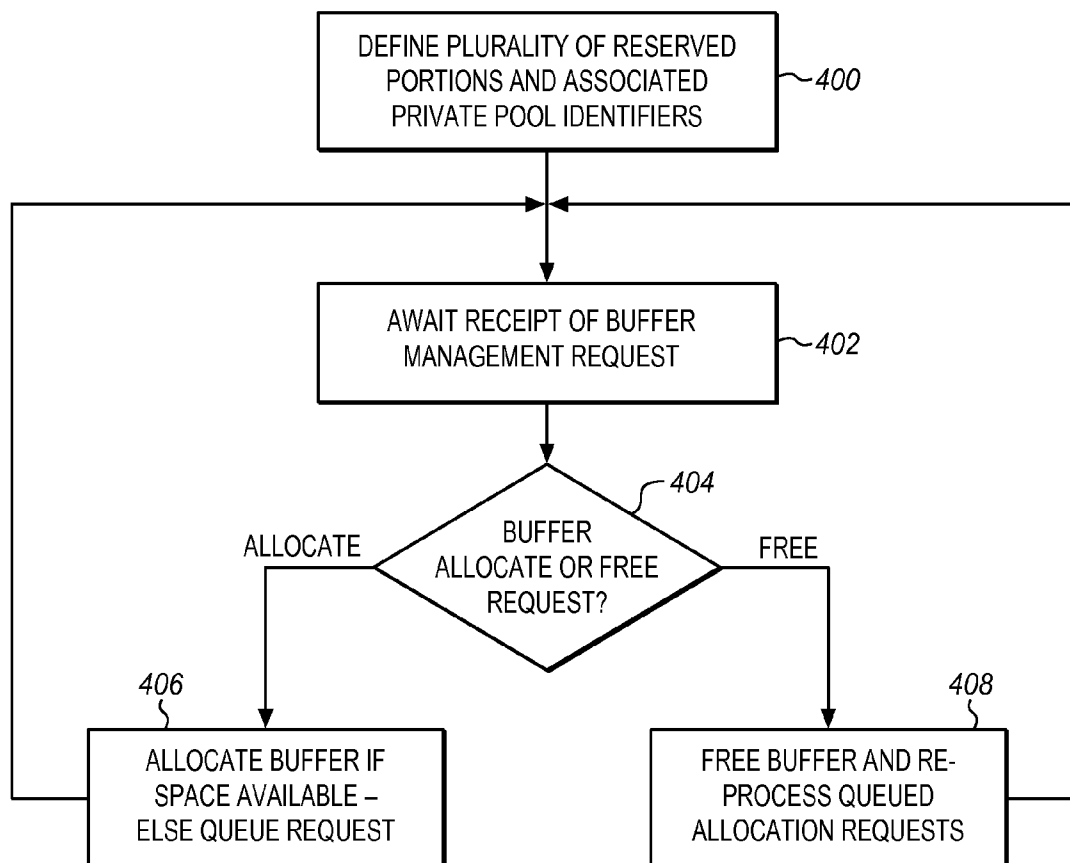 DEFINE PLURALITY OF RESERVED
PORTIONS AND ASSOCIATED
PRIVATE POOL IDENTIFIERS
400
AWAIT RECEIPT OF BUFFER
MANAGEMENT REQUEST
402
404
BUFFER
ALLOCATE OR FREE
REQUEST?
ALLOCATE
FREE
406
ALLOCATE BUFFER IF
SPACE AVAILABLE –
ELSE QUEUE REQUEST
408
FREE BUFFER AND RE-
PROCESS QUEUED
ALLOCATION REQUESTS